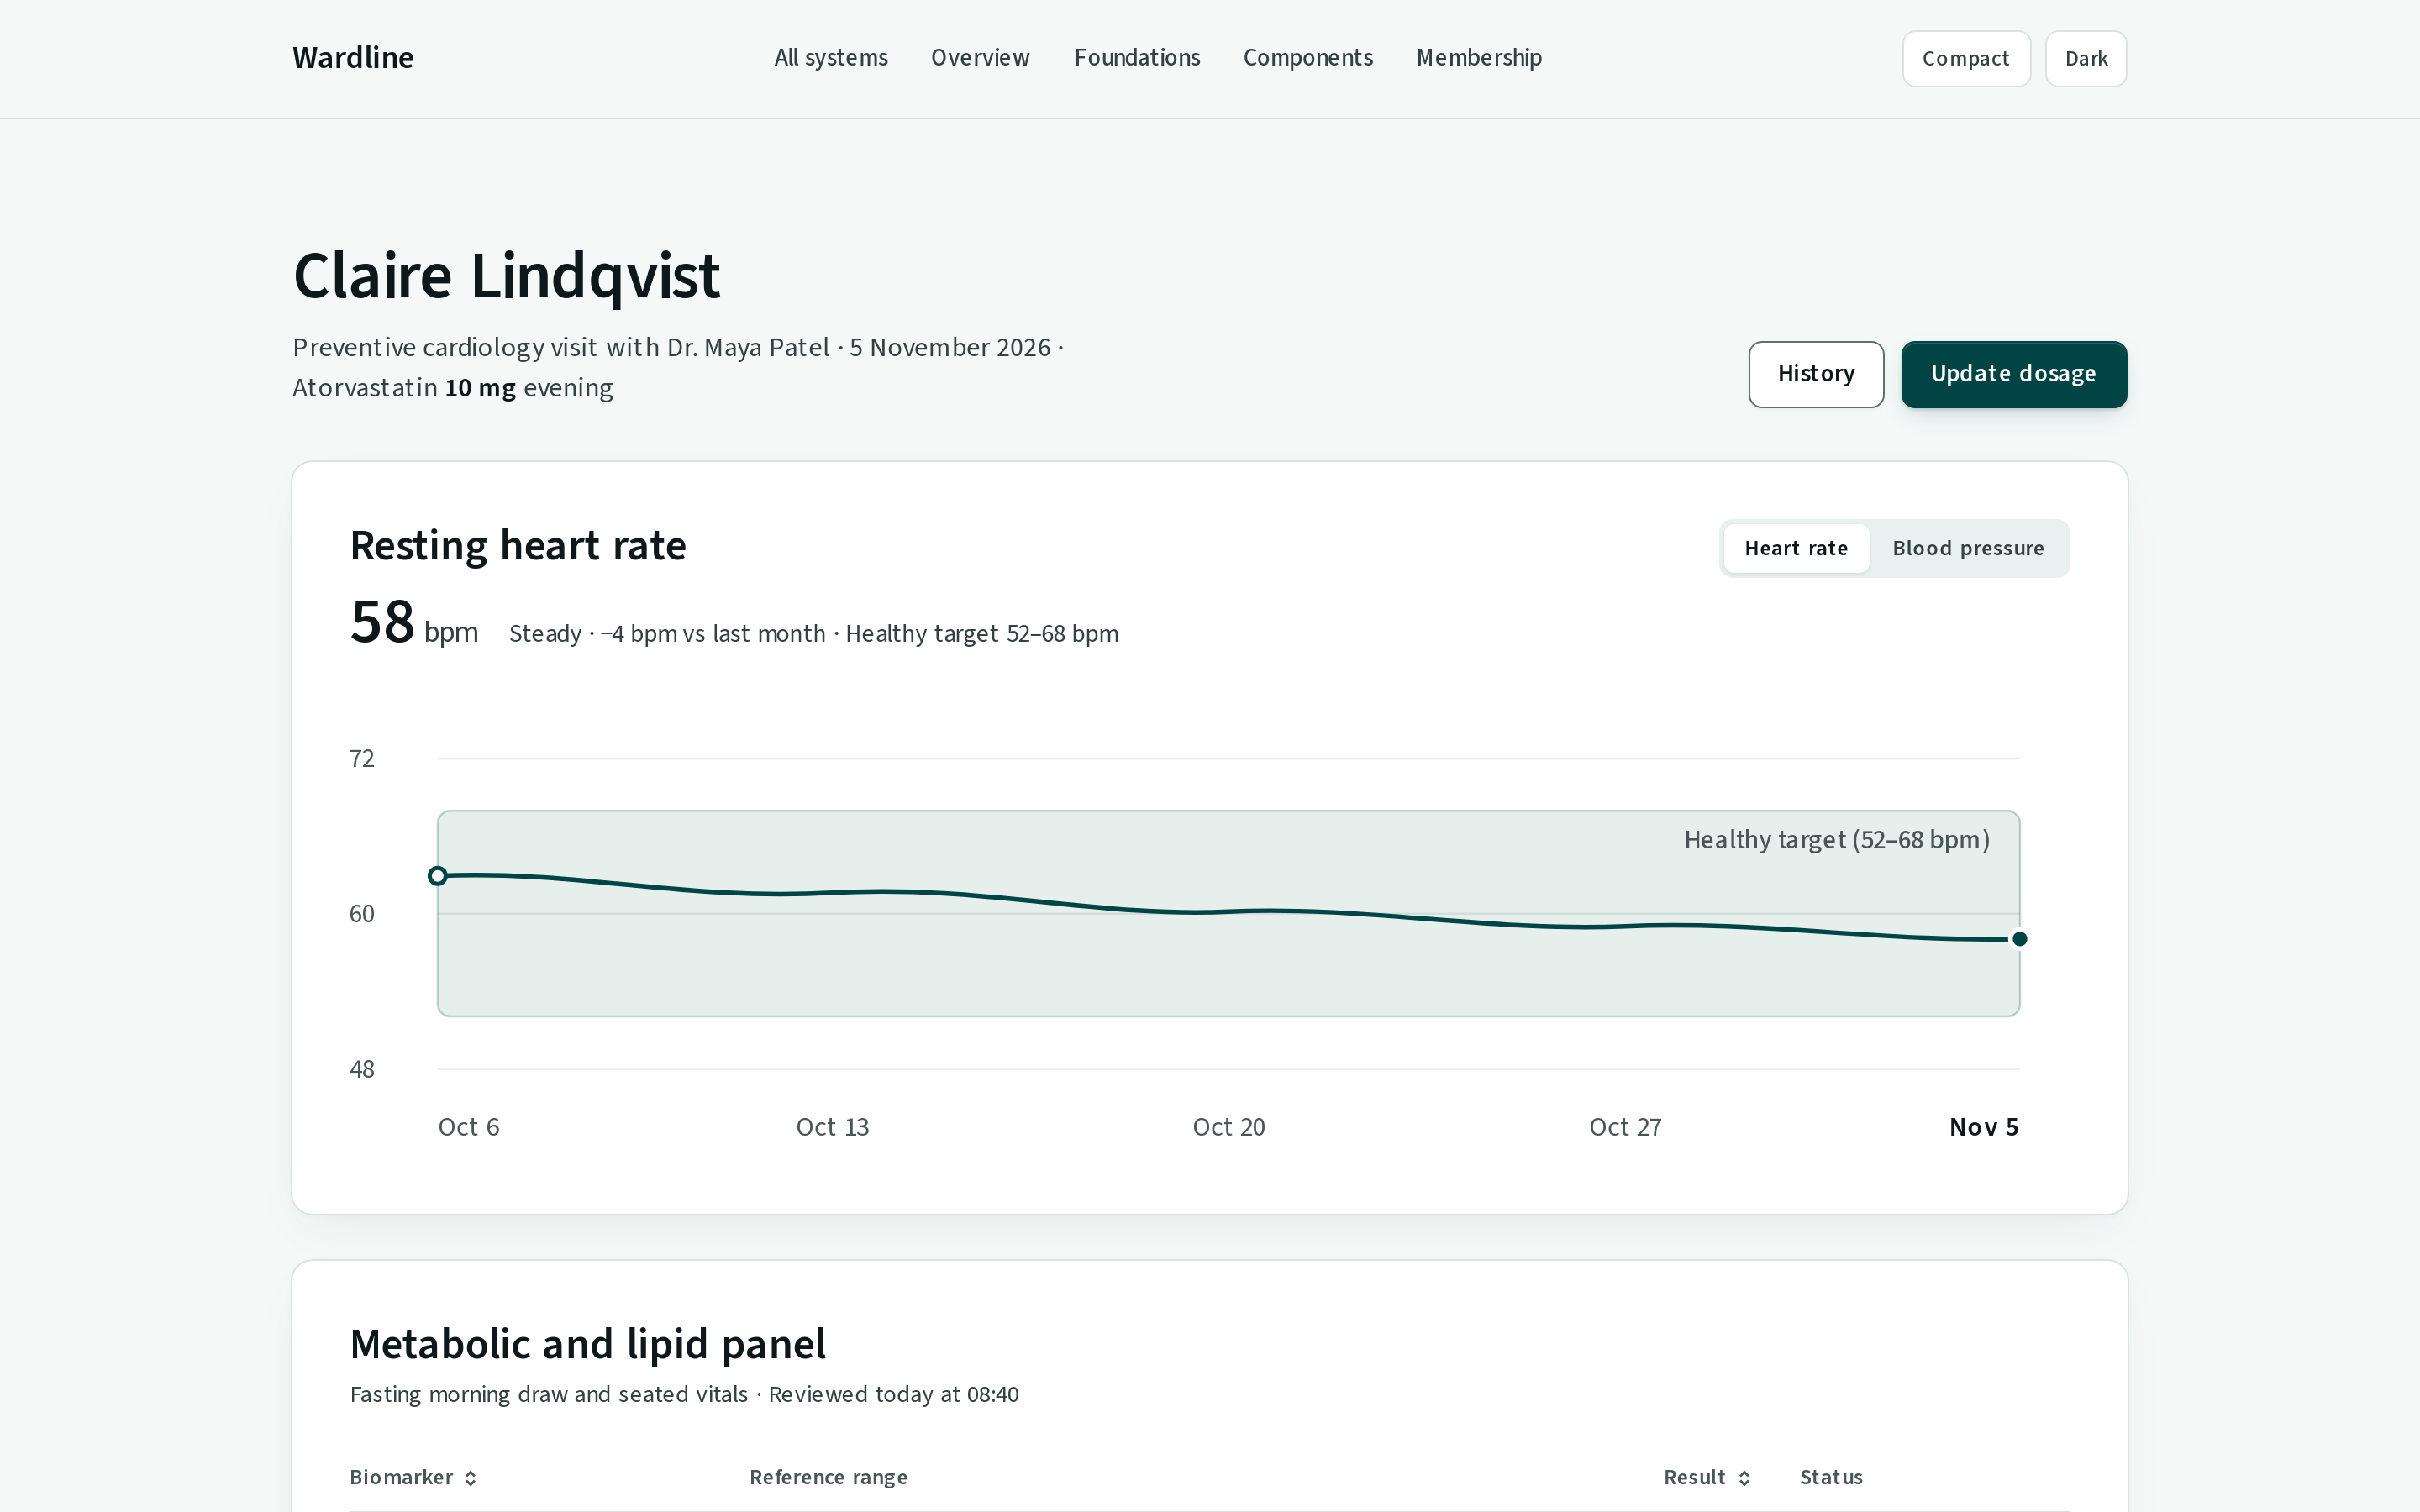 Wardline
All systems
Overview
Foundations
Components
Membership
Compact
Dark
Claire Lindqvist
Preventive cardiology visit with Dr. Maya Patel · 5 November 2026 ·
Atorvastatin 10 mg evening
History
Update dosage
Resting heart rate
Heart rate
Blood pressure
58 bpm
Steady · −4 bpm vs last month · Healthy target 52–68 bpm
72
Healthy target (52–68 bpm)
60
48
Oct 6
Oct 13
Oct 20
Oct 27
Nov 5
Metabolic and lipid panel
Fasting morning draw and seated vitals · Reviewed today at 08:40
Biomarker
Reference range
Result
Status